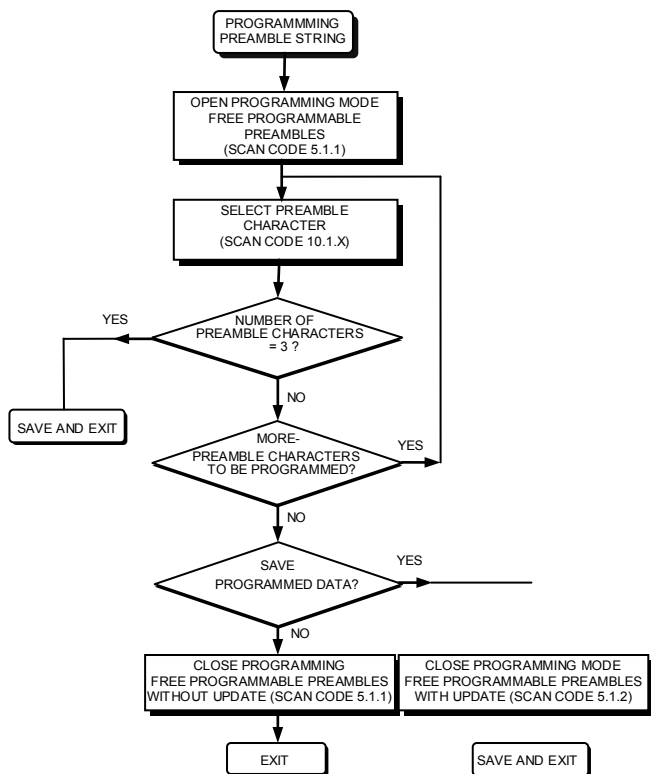 PROGRAMMMING
PREAMBLE STRING
OPEN PROGRAMMING MODE
FREE PROGRAMMABLE
PREAMBLES
(SCAN CODE 5.1.1)
SELECT PREAMBLE
CHARACTER
(SCAN CODE 10.1.X)
YES
NUMBER OF
PREAMBLE CHARACTERS
= 3 ?
NO
SAVE AND EXIT
MORE-
PREAMBLE CHARACTERS
TO BE PROGRAMMED?
YES
NO
SAVE
PROGRAMMED DATA?
YES
NO
CLOSE PROGRAMMING
FREE PROGRAMMABLE PREAMBLES
WITHOUT UPDATE (SCAN CODE 5.1.1)
CLOSE PROGRAMMING MODE
FREE PROGRAMMABLE PREAMBLES
WITH UPDATE (SCAN CODE 5.1.2)
EXIT
SAVE AND EXIT